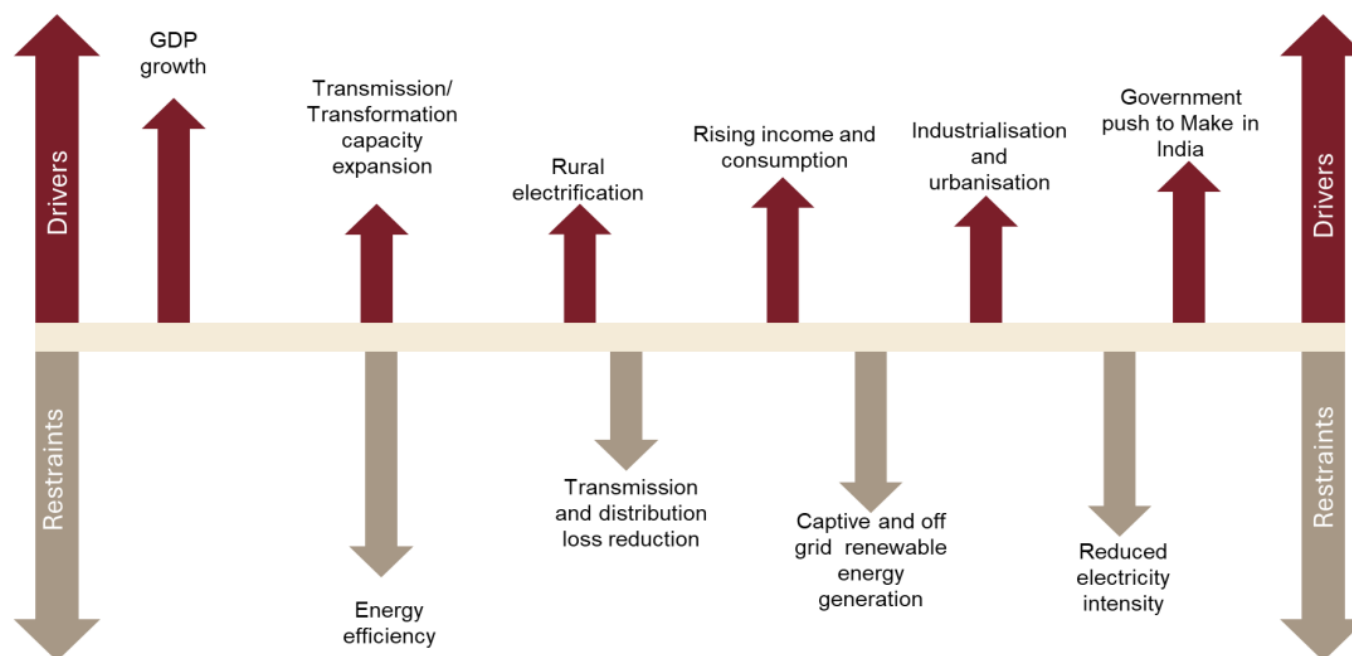 Drivers
GDP
growth
Transmission/
Transformation
capacity
expansion
Rural
electrification
Rising income and
consumption
Industrialisation
and
urbanisation
Government
push to Make in
India
Drivers
Restraints
Energy
efficiency
Transmission
and distribution
loss reduction
Captive and off
grid renewable
energy
generation
Reduced
electricity
intensity
Restraints